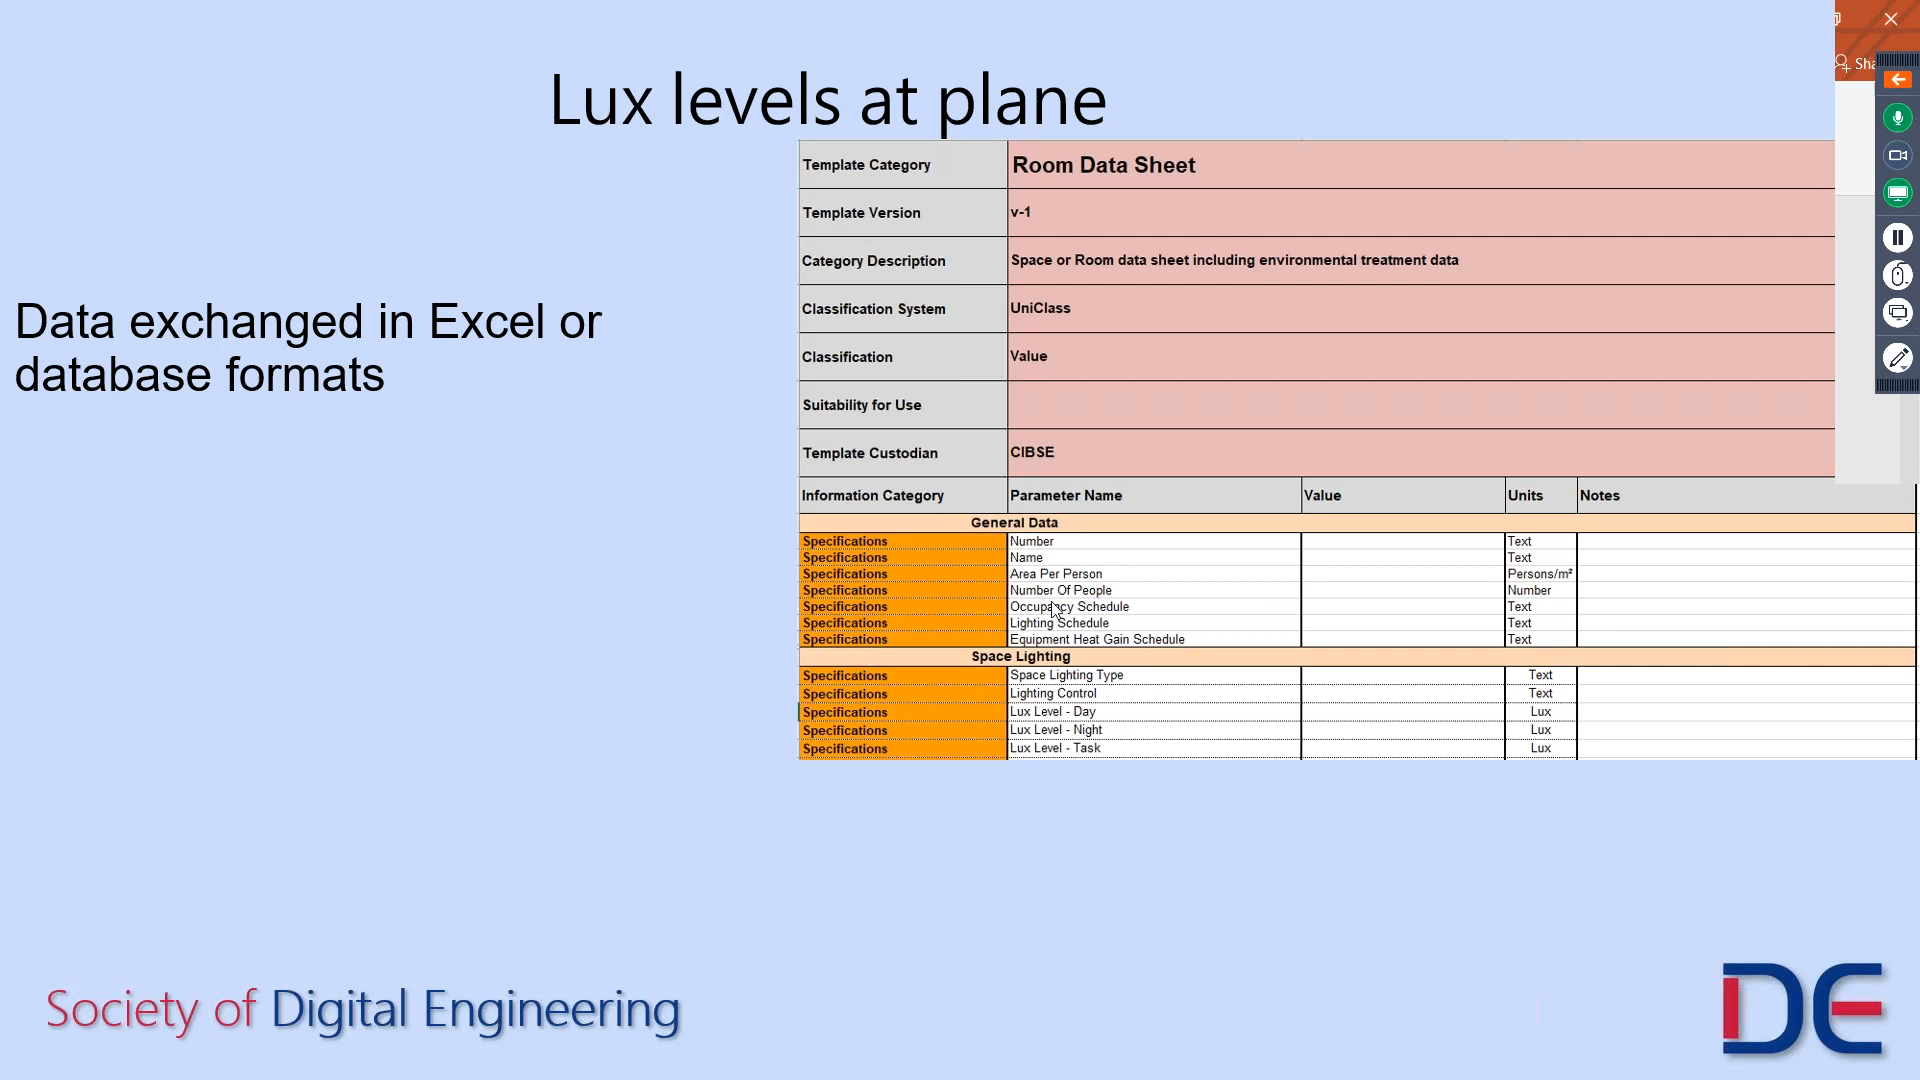 Lux levels at plane
Data exchanged in Excel or
database formats
Template Category Room Data Sheet
Template Version v-1
Category Description Space or Room data sheet including environmental treatment data
Classification System UniClass
Classification Value
Suitability for Use
Template Custodian CIBSE
Information Category Parameter Name Value Units Notes
General Data
Specifications Number Text
Specifications Name Text
Specifications Area Per Person Persons/m²
Specifications Number Of People Number
Specifications Occupancy Schedule Text
Specifications Lighting Schedule Text
Specifications Equipment Heat Gain Schedule Text
Space Lighting
Specifications Space Lighting Type Text
Specifications Lighting Control Text
Specifications Lux Level - Day Lux
Specifications Lux Level - Night Lux
Specifications Lux Level - Task Lux
Society of Digital Engineering
DE